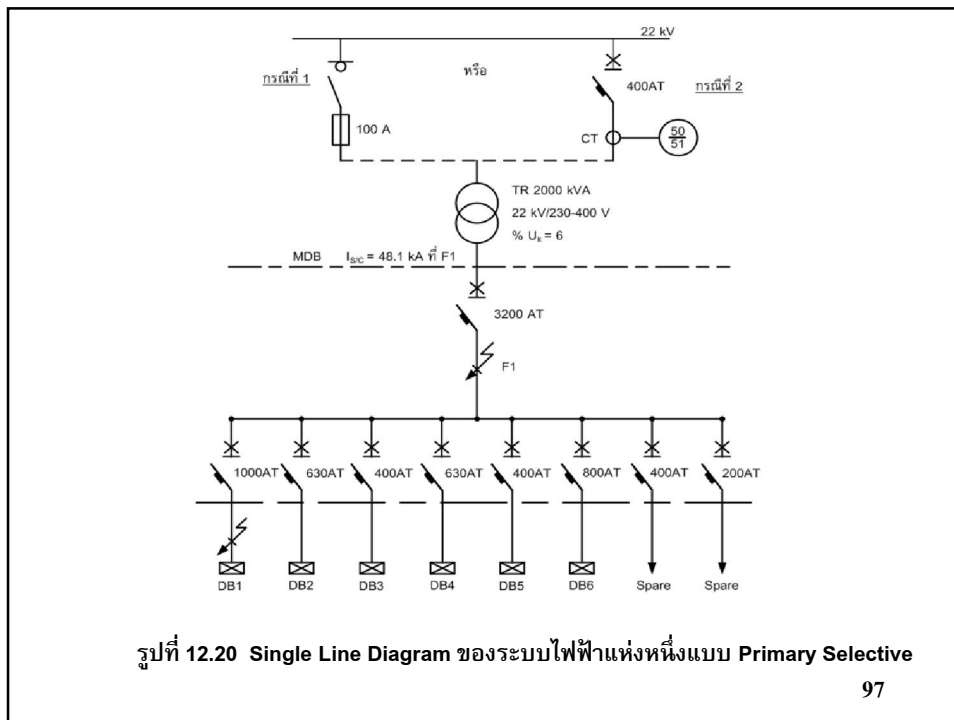 22 kV
กรณีที่ 1
หรือ
400AT
กรณีที่ 2
100 A
CT
50
51
TR 2000 kVA
22 kV/230-400 V
% Uk = 6
MDB IS/C = 48.1 kA ที่ F1
3200 AT
F1
1000AT 630AT 400AT 630AT 400AT 800AT 400AT 200AT
DB1 DB2 DB3 DB4 DB5 DB6 Spare Spare
รูปที่ 12.20 Single Line Diagram ของระบบไฟฟ้าแห่งหนึ่งแบบ Primary Selective
97